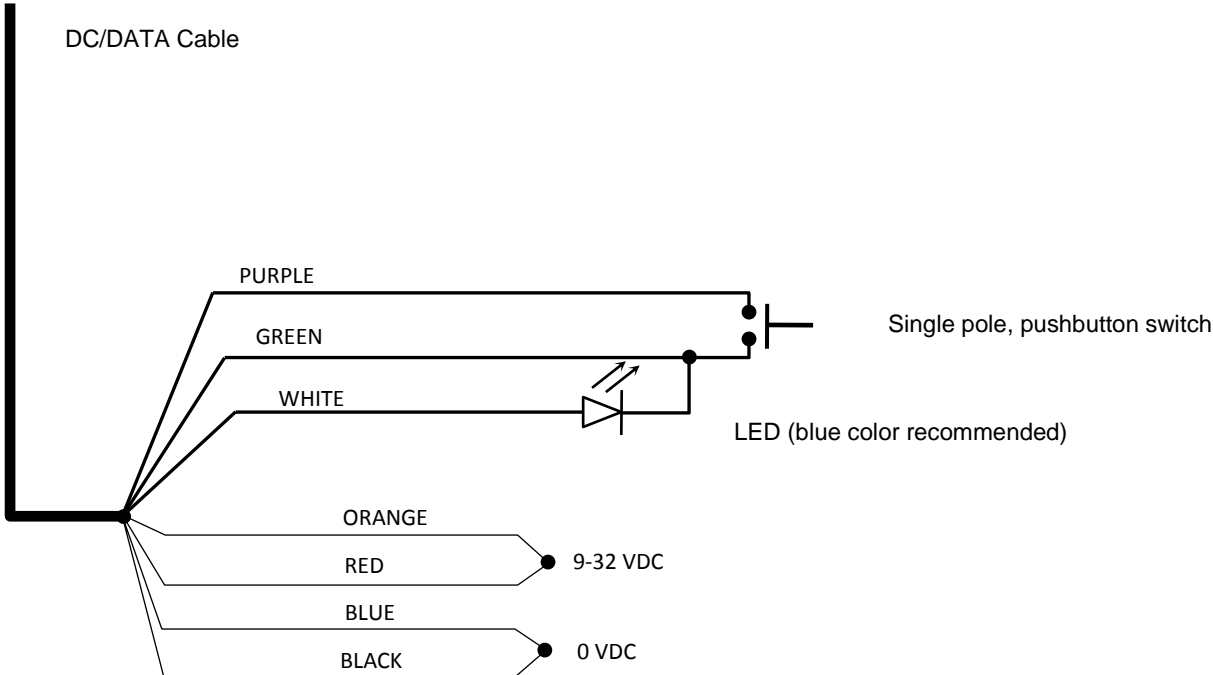 DC/DATA Cable
PURPLE
GREEN
Single pole, pushbutton switch
WHITE
LED (blue color recommended)
ORANGE
RED
9-32 VDC
BLUE
BLACK
0 VDC